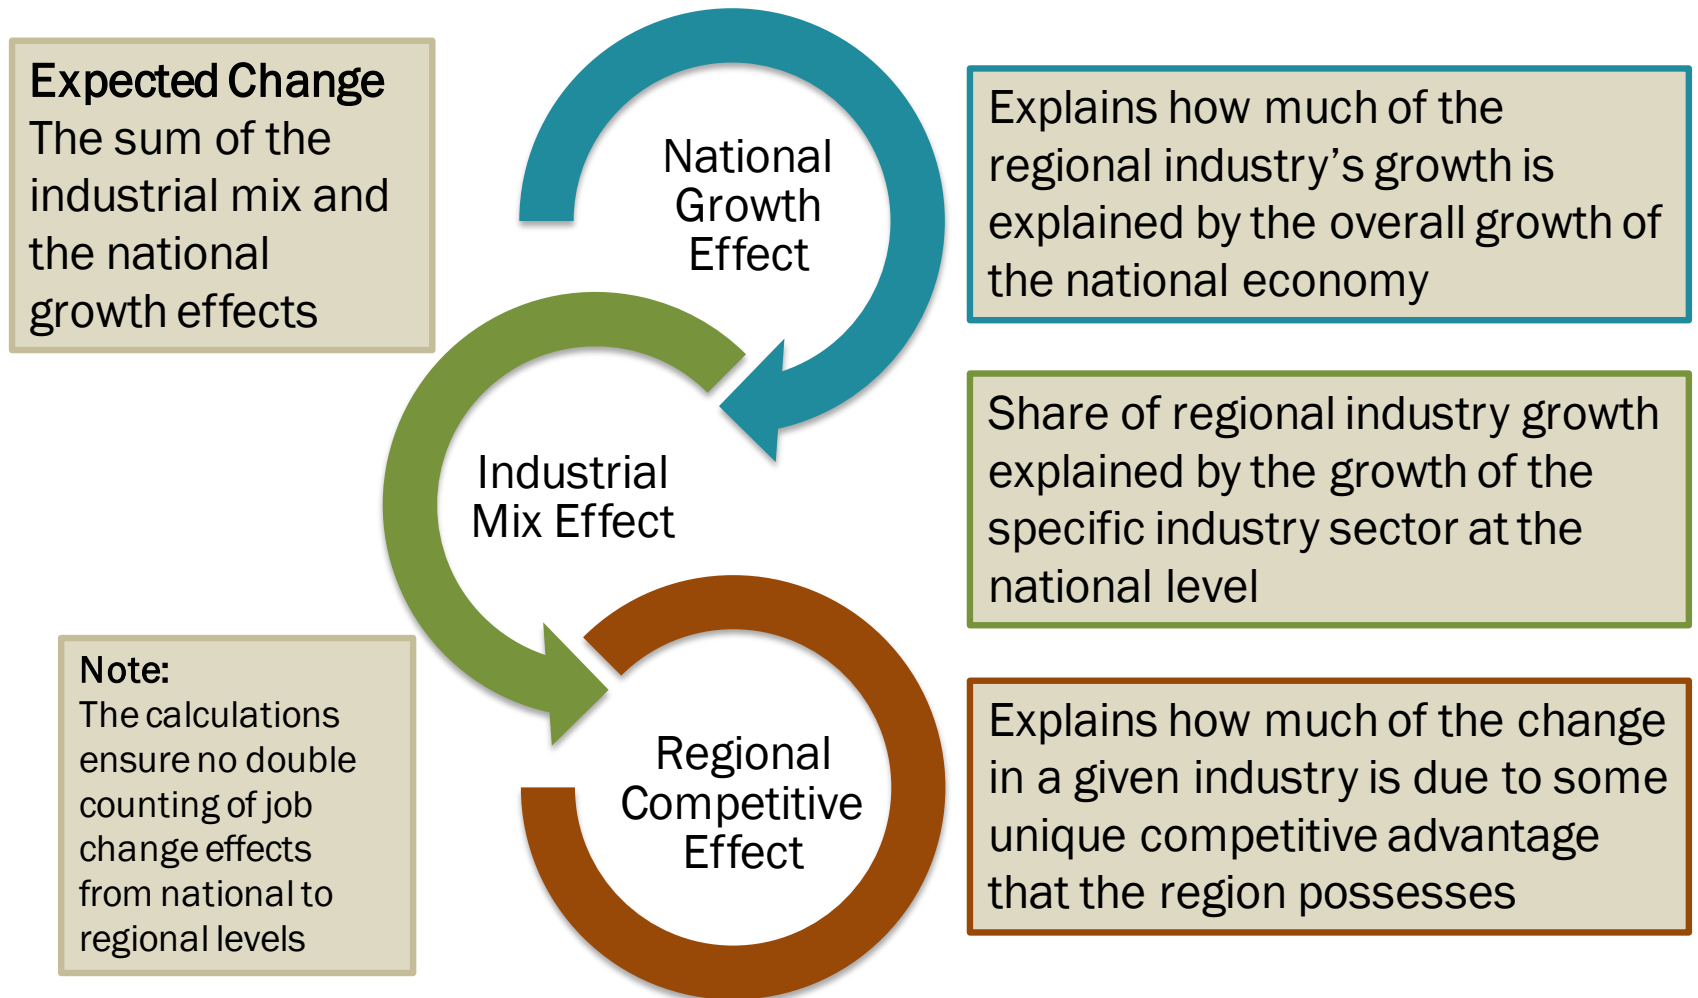 Expected Change
The sum of the
industrial mix and
the national
growth effects
National
Growth
Effect
Explains how much of the
regional industry’s growth is
explained by the overall growth of
the national economy
Industrial
Mix Effect
Share of regional industry growth
explained by the growth of the
specific industry sector at the
national level
Note:
The calculations
ensure no double
counting of job
change effects
from national to
regional levels
Regional
Competitive
Effect
Explains how much of the change
in a given industry is due to some
unique competitive advantage
that the region possesses